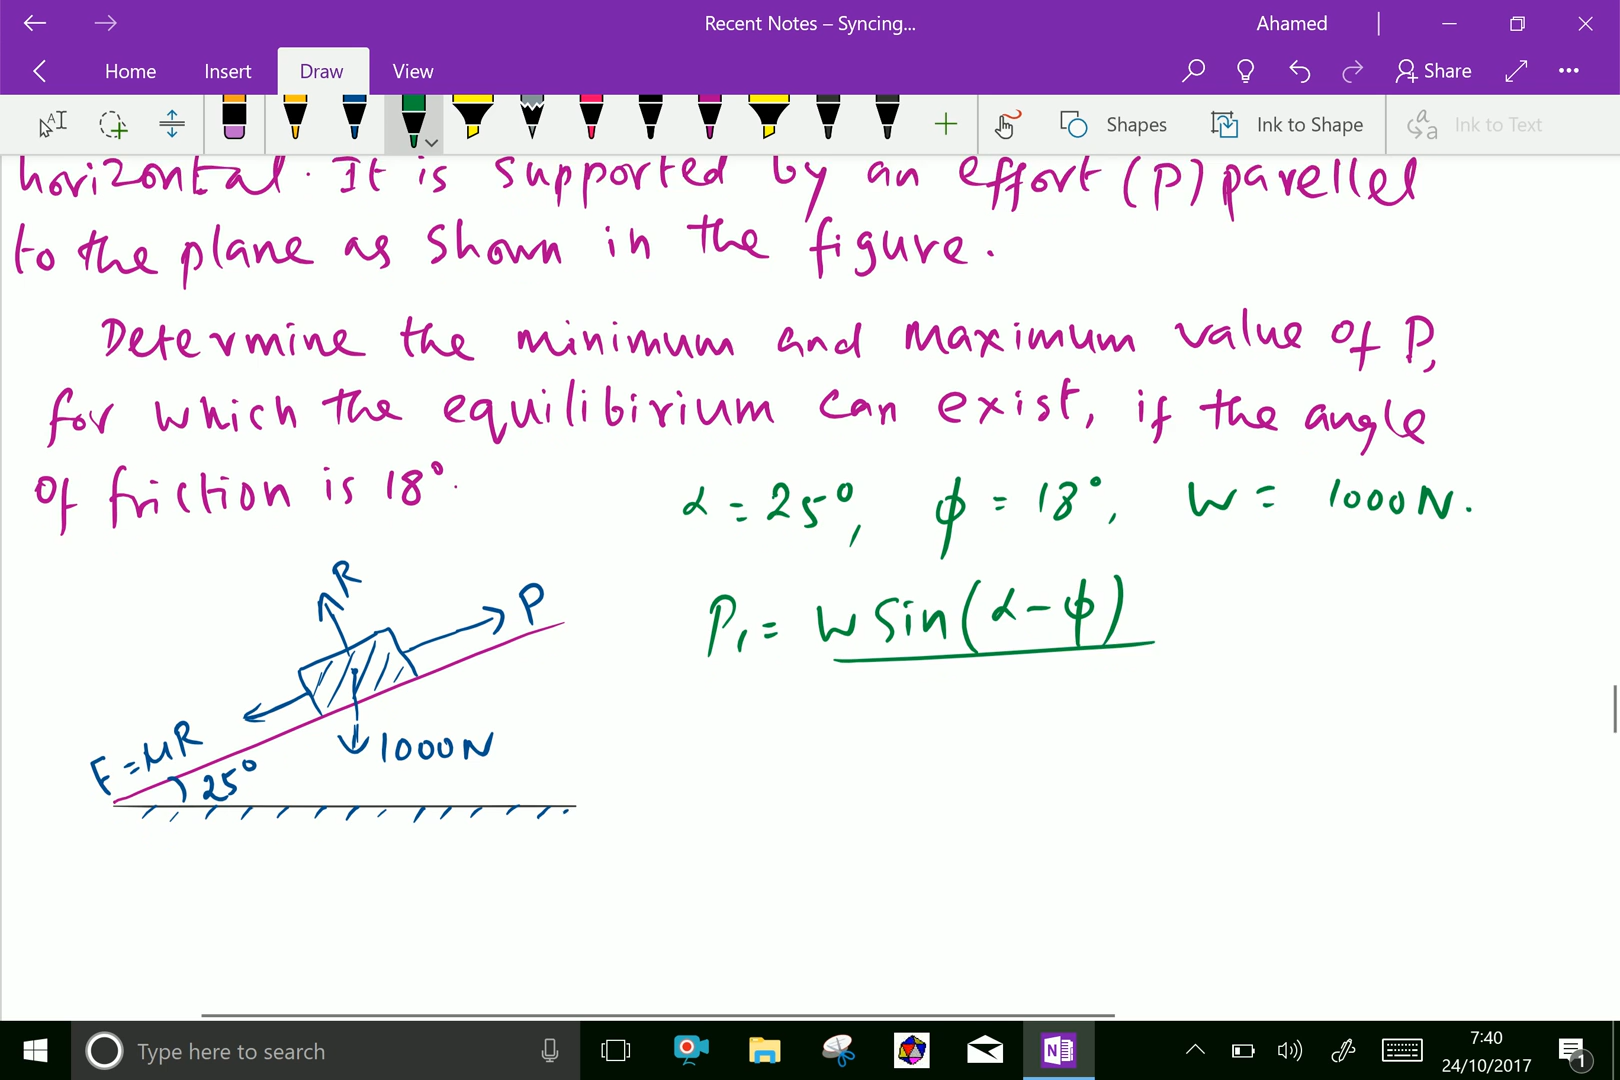 Recent Notes – Syncing...
Ahamed
Home Insert Draw View
Share
Shapes Ink to Shape Ink to Text
horizontal. It is supported by an effort (P) parellel
to the plane as shown in the figure.
Determine the minimum and maximum value of P,
for which the equilibirium can exist, if the angle
of friction is 18°.
α = 25°, ϕ = 18°, W = 1000N.
P₁ = W Sin(α-ϕ)
R
P
F = μR
1000N
25°
Type here to search
7:40
24/10/2017
1